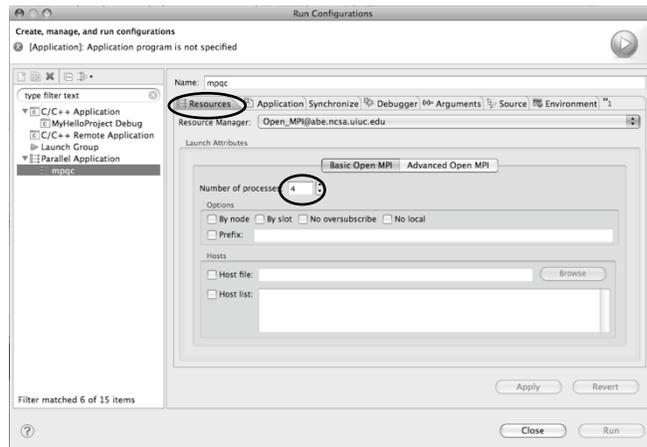 Run Configurations
Create, manage, and run configurations
[Application]: Application program is not specified
type filter text
C/C++ Application
MyHelloProject Debug
C/C++ Remote Application
Launch Group
Parallel Application
mpqc
Filter matched 6 of 15 items
Name: mpqc
Resources Application Synchronize Debugger Arguments Source Environment "1
Resource Manager: Open_MPI@abe.ncsa.uiuc.edu
Launch Attributes
Basic Open MPI Advanced Open MPI
Number of processes: 4
Options
By node By slot No oversubscribe No local
Prefix:
Hosts
Host file: Browse
Host list:
Apply Revert
? Close Run